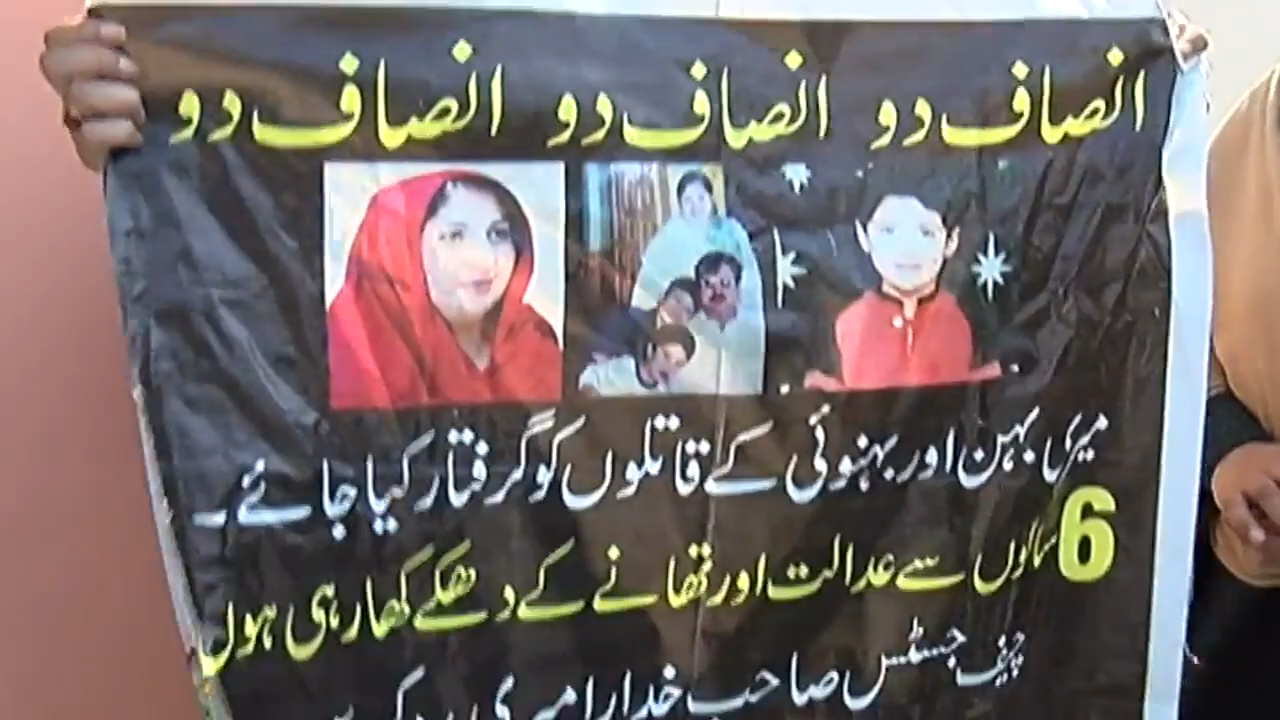 انصاف دو انصاف دو انصاف دو
میری بہن اور بہنوئی کے قاتلوں کو گرفتار کیا جائے۔
6 سالوں سے عدالت اور تھانے کے دھکے کھا رہی ہوں
چیف جسٹس صاحب خدارا میری